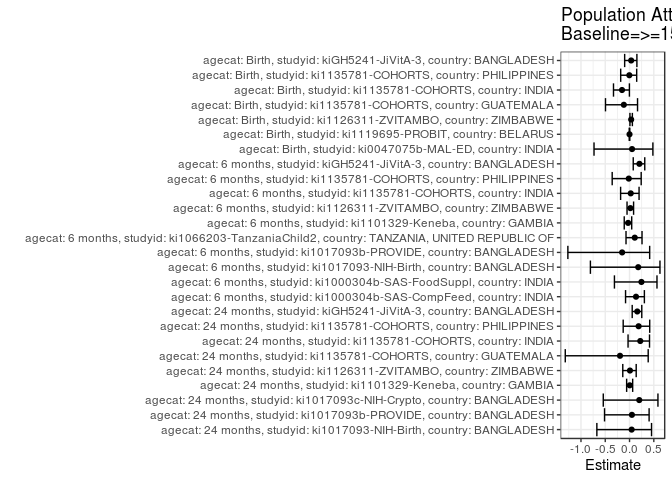 Population Att
Baseline=>=15
agecat: Birth, studyid: kiGH5241-JiVitA-3, country: BANGLADESH
agecat: Birth, studyid: ki1135781-COHORTS, country: PHILIPPINES
agecat: Birth, studyid: ki1135781-COHORTS, country: INDIA
agecat: Birth, studyid: ki1135781-COHORTS, country: GUATEMALA
agecat: Birth, studyid: ki1126311-ZVITAMBO, country: ZIMBABWE
agecat: Birth, studyid: ki1119695-PROBIT, country: BELARUS
agecat: Birth, studyid: ki0047075b-MAL-ED, country: INDIA
agecat: 6 months, studyid: kiGH5241-JiVitA-3, country: BANGLADESH
agecat: 6 months, studyid: ki1135781-COHORTS, country: PHILIPPINES
agecat: 6 months, studyid: ki1135781-COHORTS, country: INDIA
agecat: 6 months, studyid: ki1126311-ZVITAMBO, country: ZIMBABWE
agecat: 6 months, studyid: ki1101329-Keneba, country: GAMBIA
agecat: 6 months, studyid: ki1066203-TanzaniaChild2, country: TANZANIA, UNITED REPUBLIC OF
agecat: 6 months, studyid: ki1017093b-PROVIDE, country: BANGLADESH
agecat: 6 months, studyid: ki1017093-NIH-Birth, country: BANGLADESH
agecat: 6 months, studyid: ki1000304b-SAS-FoodSuppl, country: INDIA
agecat: 6 months, studyid: ki1000304b-SAS-CompFeed, country: INDIA
agecat: 24 months, studyid: kiGH5241-JiVitA-3, country: BANGLADESH
agecat: 24 months, studyid: ki1135781-COHORTS, country: PHILIPPINES
agecat: 24 months, studyid: ki1135781-COHORTS, country: INDIA
agecat: 24 months, studyid: ki1135781-COHORTS, country: GUATEMALA
agecat: 24 months, studyid: ki1126311-ZVITAMBO, country: ZIMBABWE
agecat: 24 months, studyid: ki1101329-Keneba, country: GAMBIA
agecat: 24 months, studyid: ki1017093c-NIH-Crypto, country: BANGLADESH
agecat: 24 months, studyid: ki1017093b-PROVIDE, country: BANGLADESH
agecat: 24 months, studyid: ki1017093-NIH-Birth, country: BANGLADESH
-1.0 -0.5 0.0 0.5
Estimate